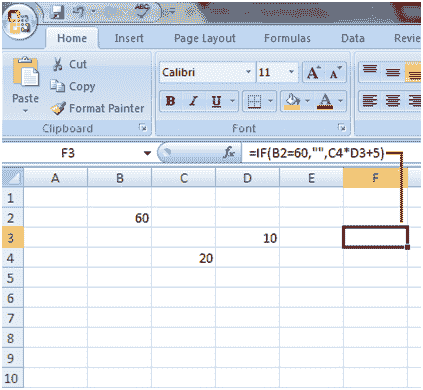 Home Insert Page Layout Formulas Data Revie
Cut
Copy
Format Painter
Paste
Calibri 11 A A
B I U A
Clipboard Font
F3 =IF(B2=60,"",C4*D3+5)
A B C D E F
1
2 60
3 10
4 20
5
6
7
8
9
10